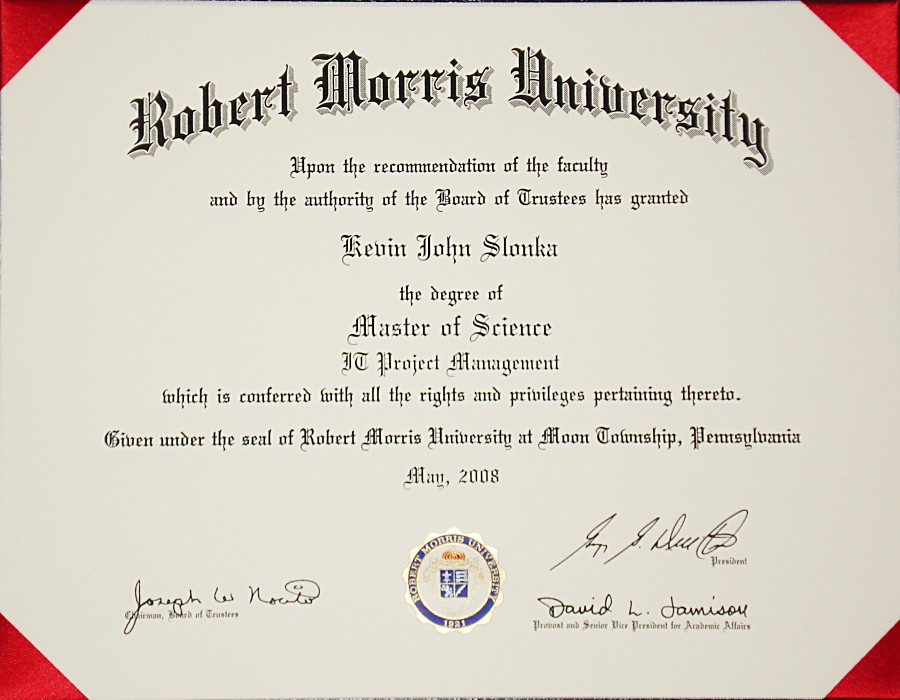 Robert Morris University
Upon the recommendation of the faculty
and by the authority of the Board of Trustees has granted
Kevin John Slonka
the degree of
Master of Science
IT Project Management
which is conferred with all the rights and privileges pertaining thereto.
Given under the seal of Robert Morris University at Moon Township, Pennsylvania
May, 2008
President
Joseph W
Chairman, Board of Trustees
ROBERT MORRIS UNIVERSITY
1921
David L. Jamison
Provost and Senior Vice President for Academic Affairs